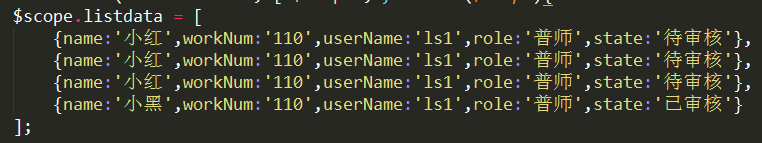 $scope.listdata = [
{name:'小红',workNum:'110',userName:'ls1',role:'普师',state:'待审核'},
{name:'小红',workNum:'110',userName:'ls1',role:'普师',state:'待审核'},
{name:'小红',workNum:'110',userName:'ls1',role:'普师',state:'待审核'},
{name:'小黑',workNum:'110',userName:'ls1',role:'普师',state:'已审核'}
];